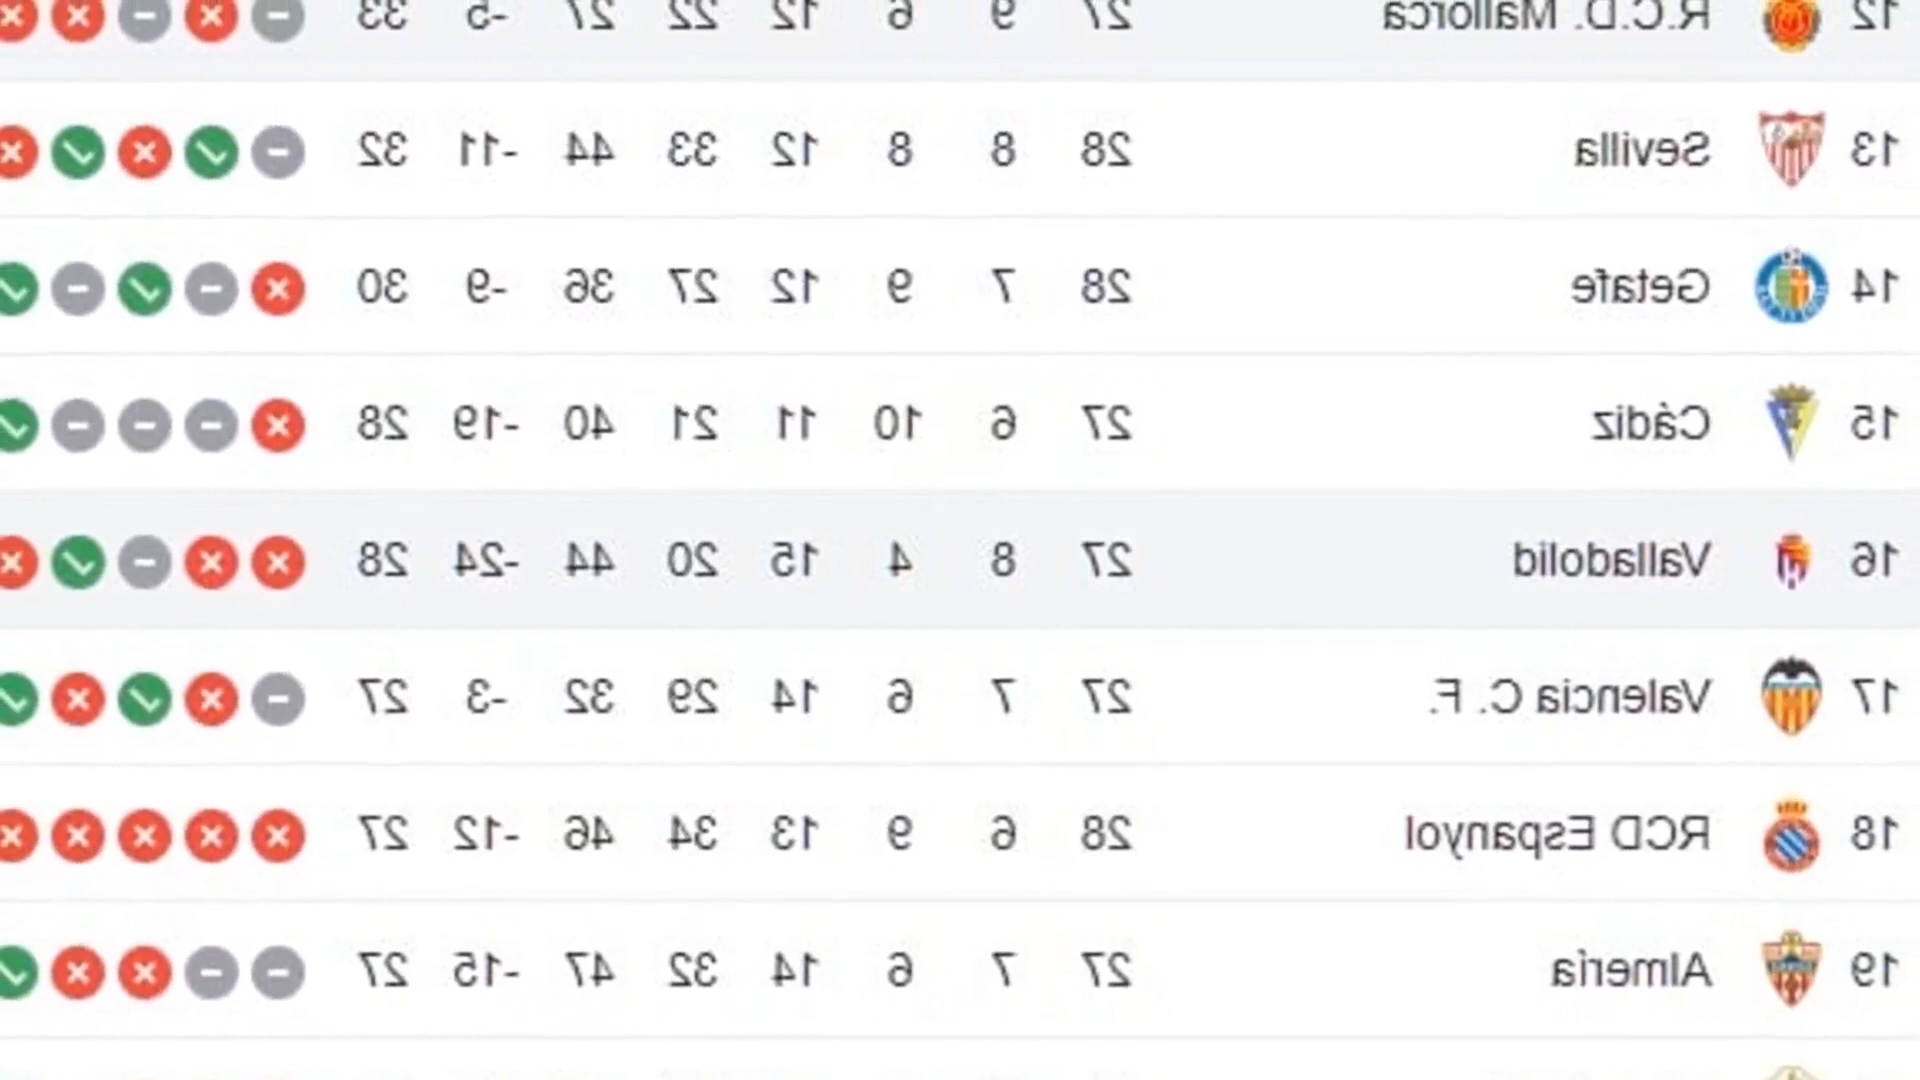 12 R.C.D. Mallorca 27 9 6 12 22 27 -5 33
13 Sevilla 28 8 8 12 33 44 -11 32
14 Getafe 28 7 9 12 27 36 -9 30
15 Cádiz 27 6 10 11 21 40 -19 28
16 Valladolid 27 8 4 15 20 44 -24 28
17 Valencia C. F. 27 7 6 14 29 32 -3 27
18 RCD Espanyol 28 6 9 13 34 46 -12 27
19 Almería 27 7 6 14 32 47 -15 27